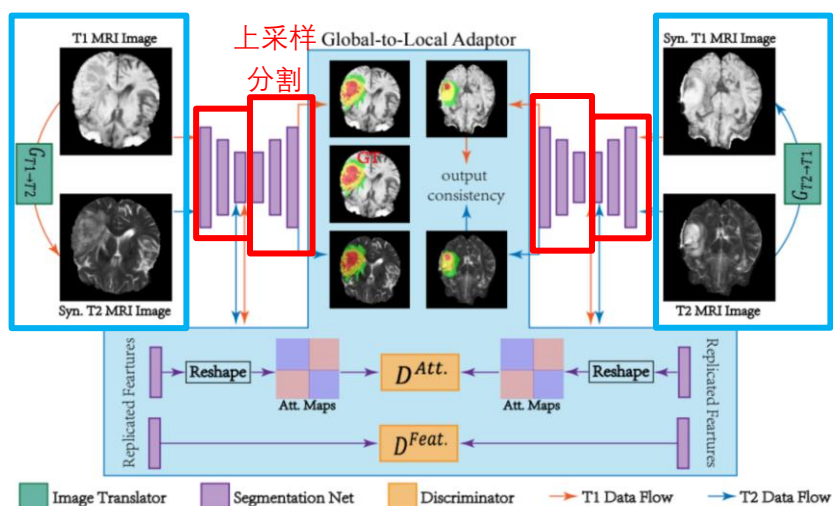 T1 MRI Image
上采样
分割
Global-to-Local Adaptor
Syn. T1 MRI Image
G_{T1→T2}
GT
output
consistency
G_{T2→T1}
Syn. T2 MRI Image
T2 MRI Image
Replicated Feartures
Reshape
Att. Maps
D^{Att.}
Att. Maps
Reshape
Replicated Feartures
D^{Feat.}
Image Translator
Segmentation Net
Discriminator
T1 Data Flow
T2 Data Flow